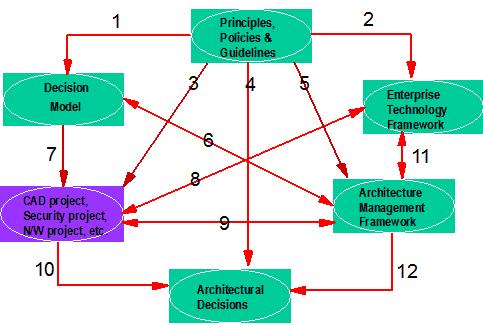 1
Principles,
Policies &
Guidelines
2
3
4
5
Decision
Model
Enterprise
Technology
Framework
6
7
8
11
CAD project,
Security project,
N/W project, etc
Architecture
Management
Framework
9
10
12
Architectural
Decisions